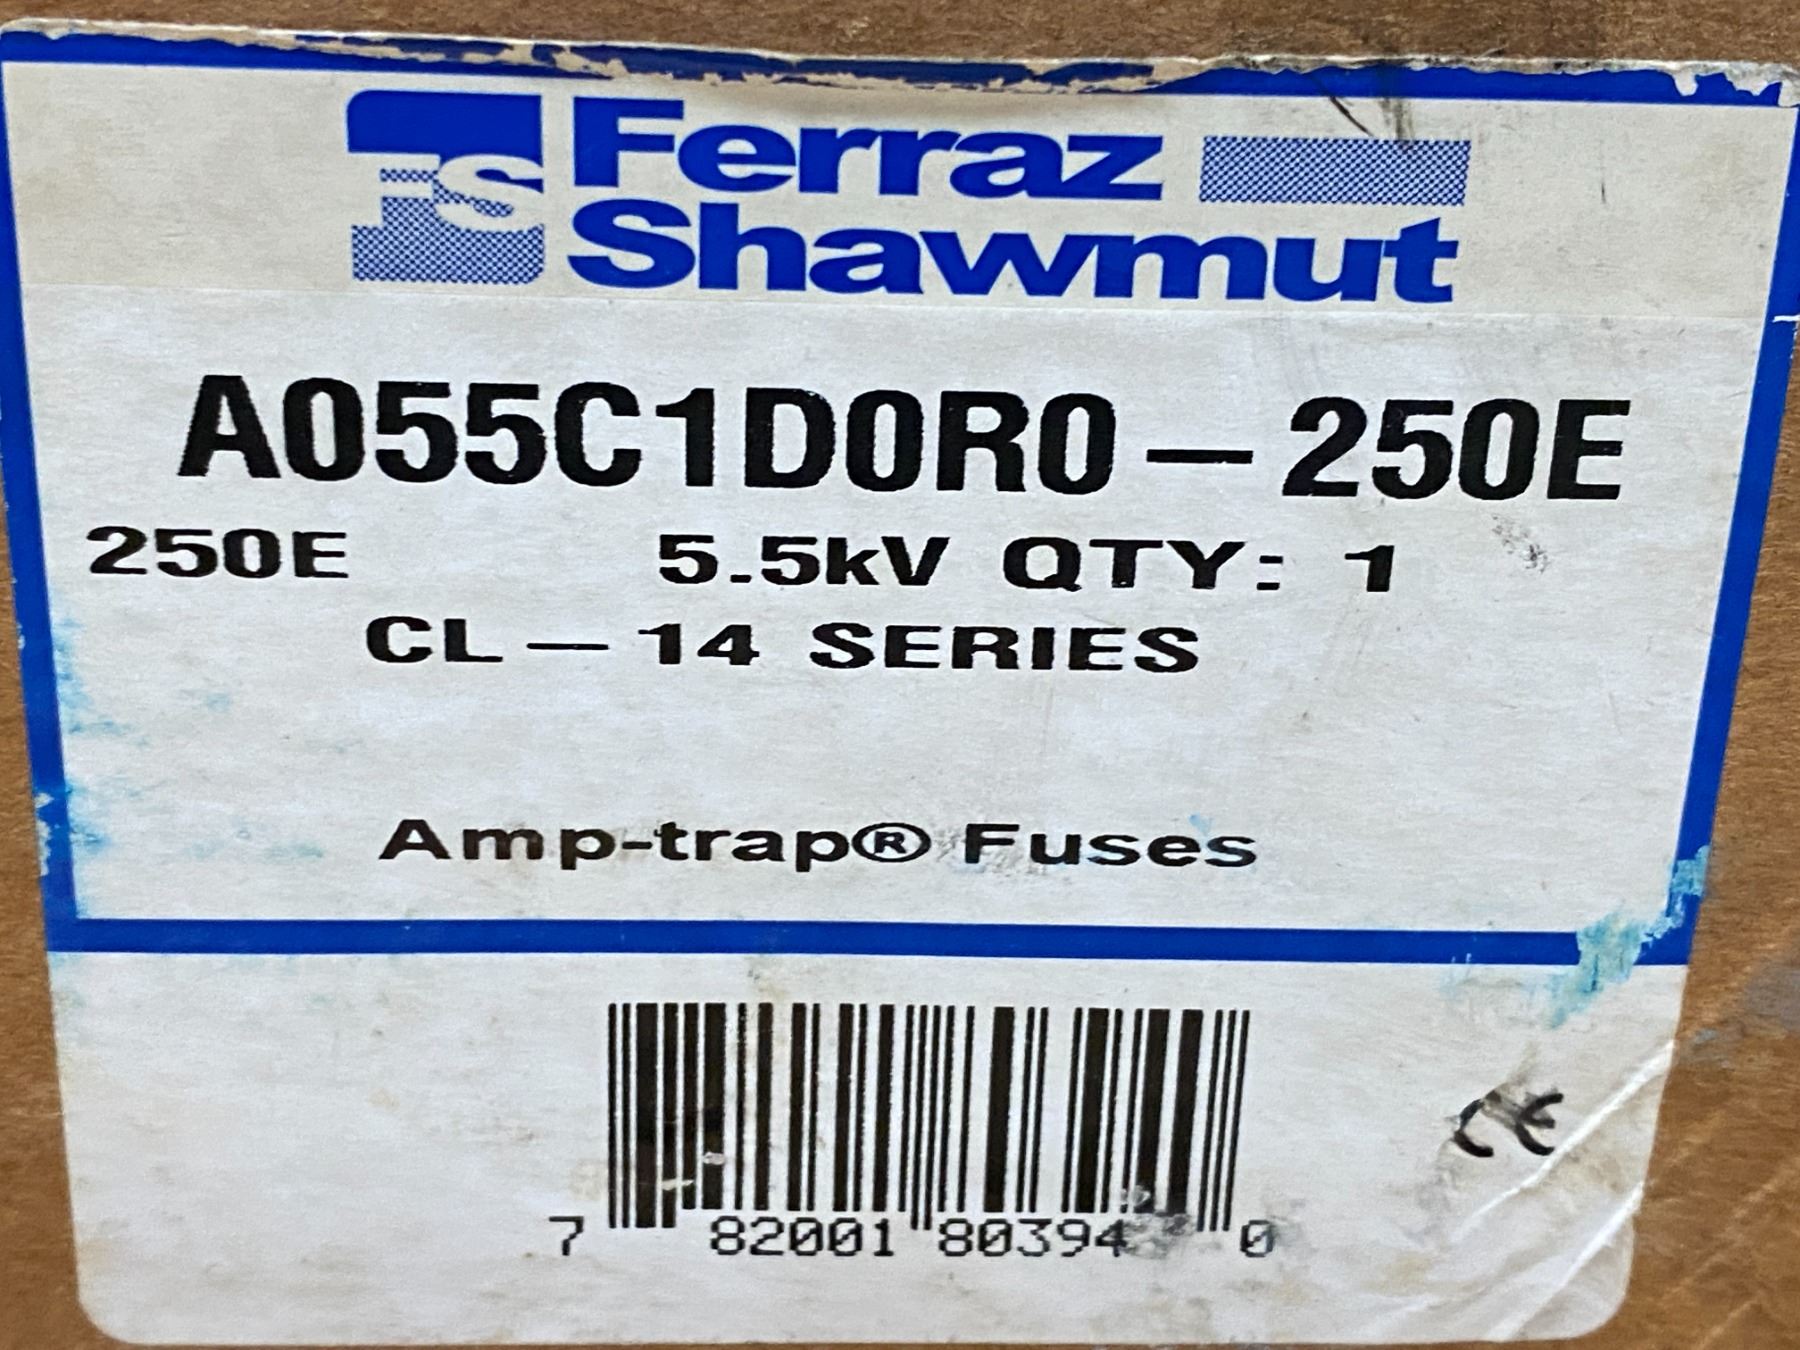 FS Ferraz
Shawmut
A055C1D0R0-250E
250E 5.5kV QTY: 1
CL-14 SERIES
Amp-trap® Fuses
7 82001 80394 0
CE